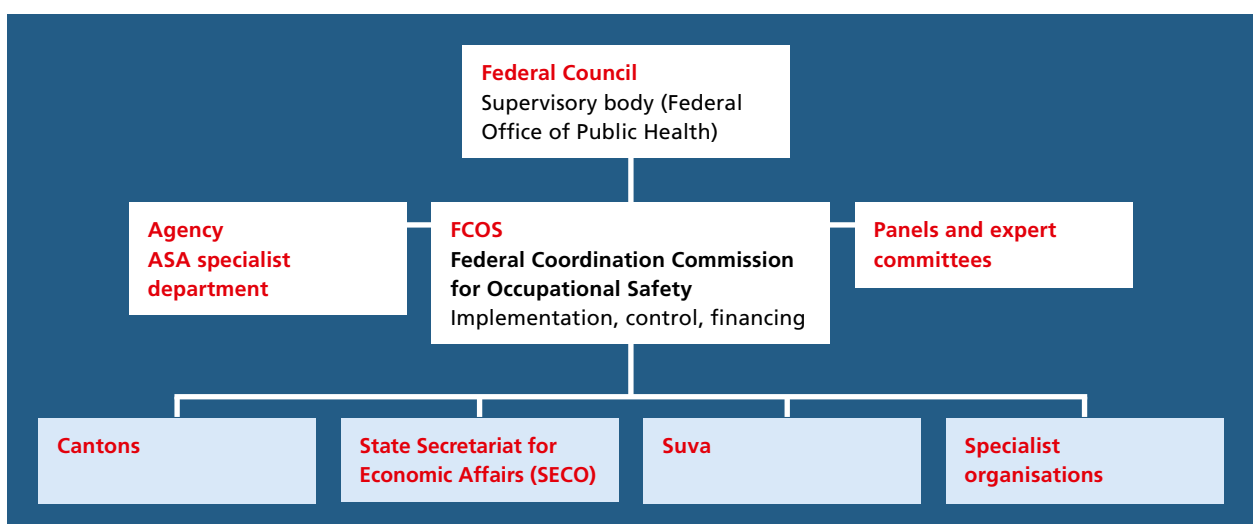 Federal Council
Supervisory body (Federal
Office of Public Health)
Agency
ASA specialist
department
FCOS
Federal Coordination Commission
for Occupational Safety
Implementation, control, financing
Panels and expert
committees
Cantons
State Secretariat for
Economic Affairs (SECO)
Suva
Specialist
organisations